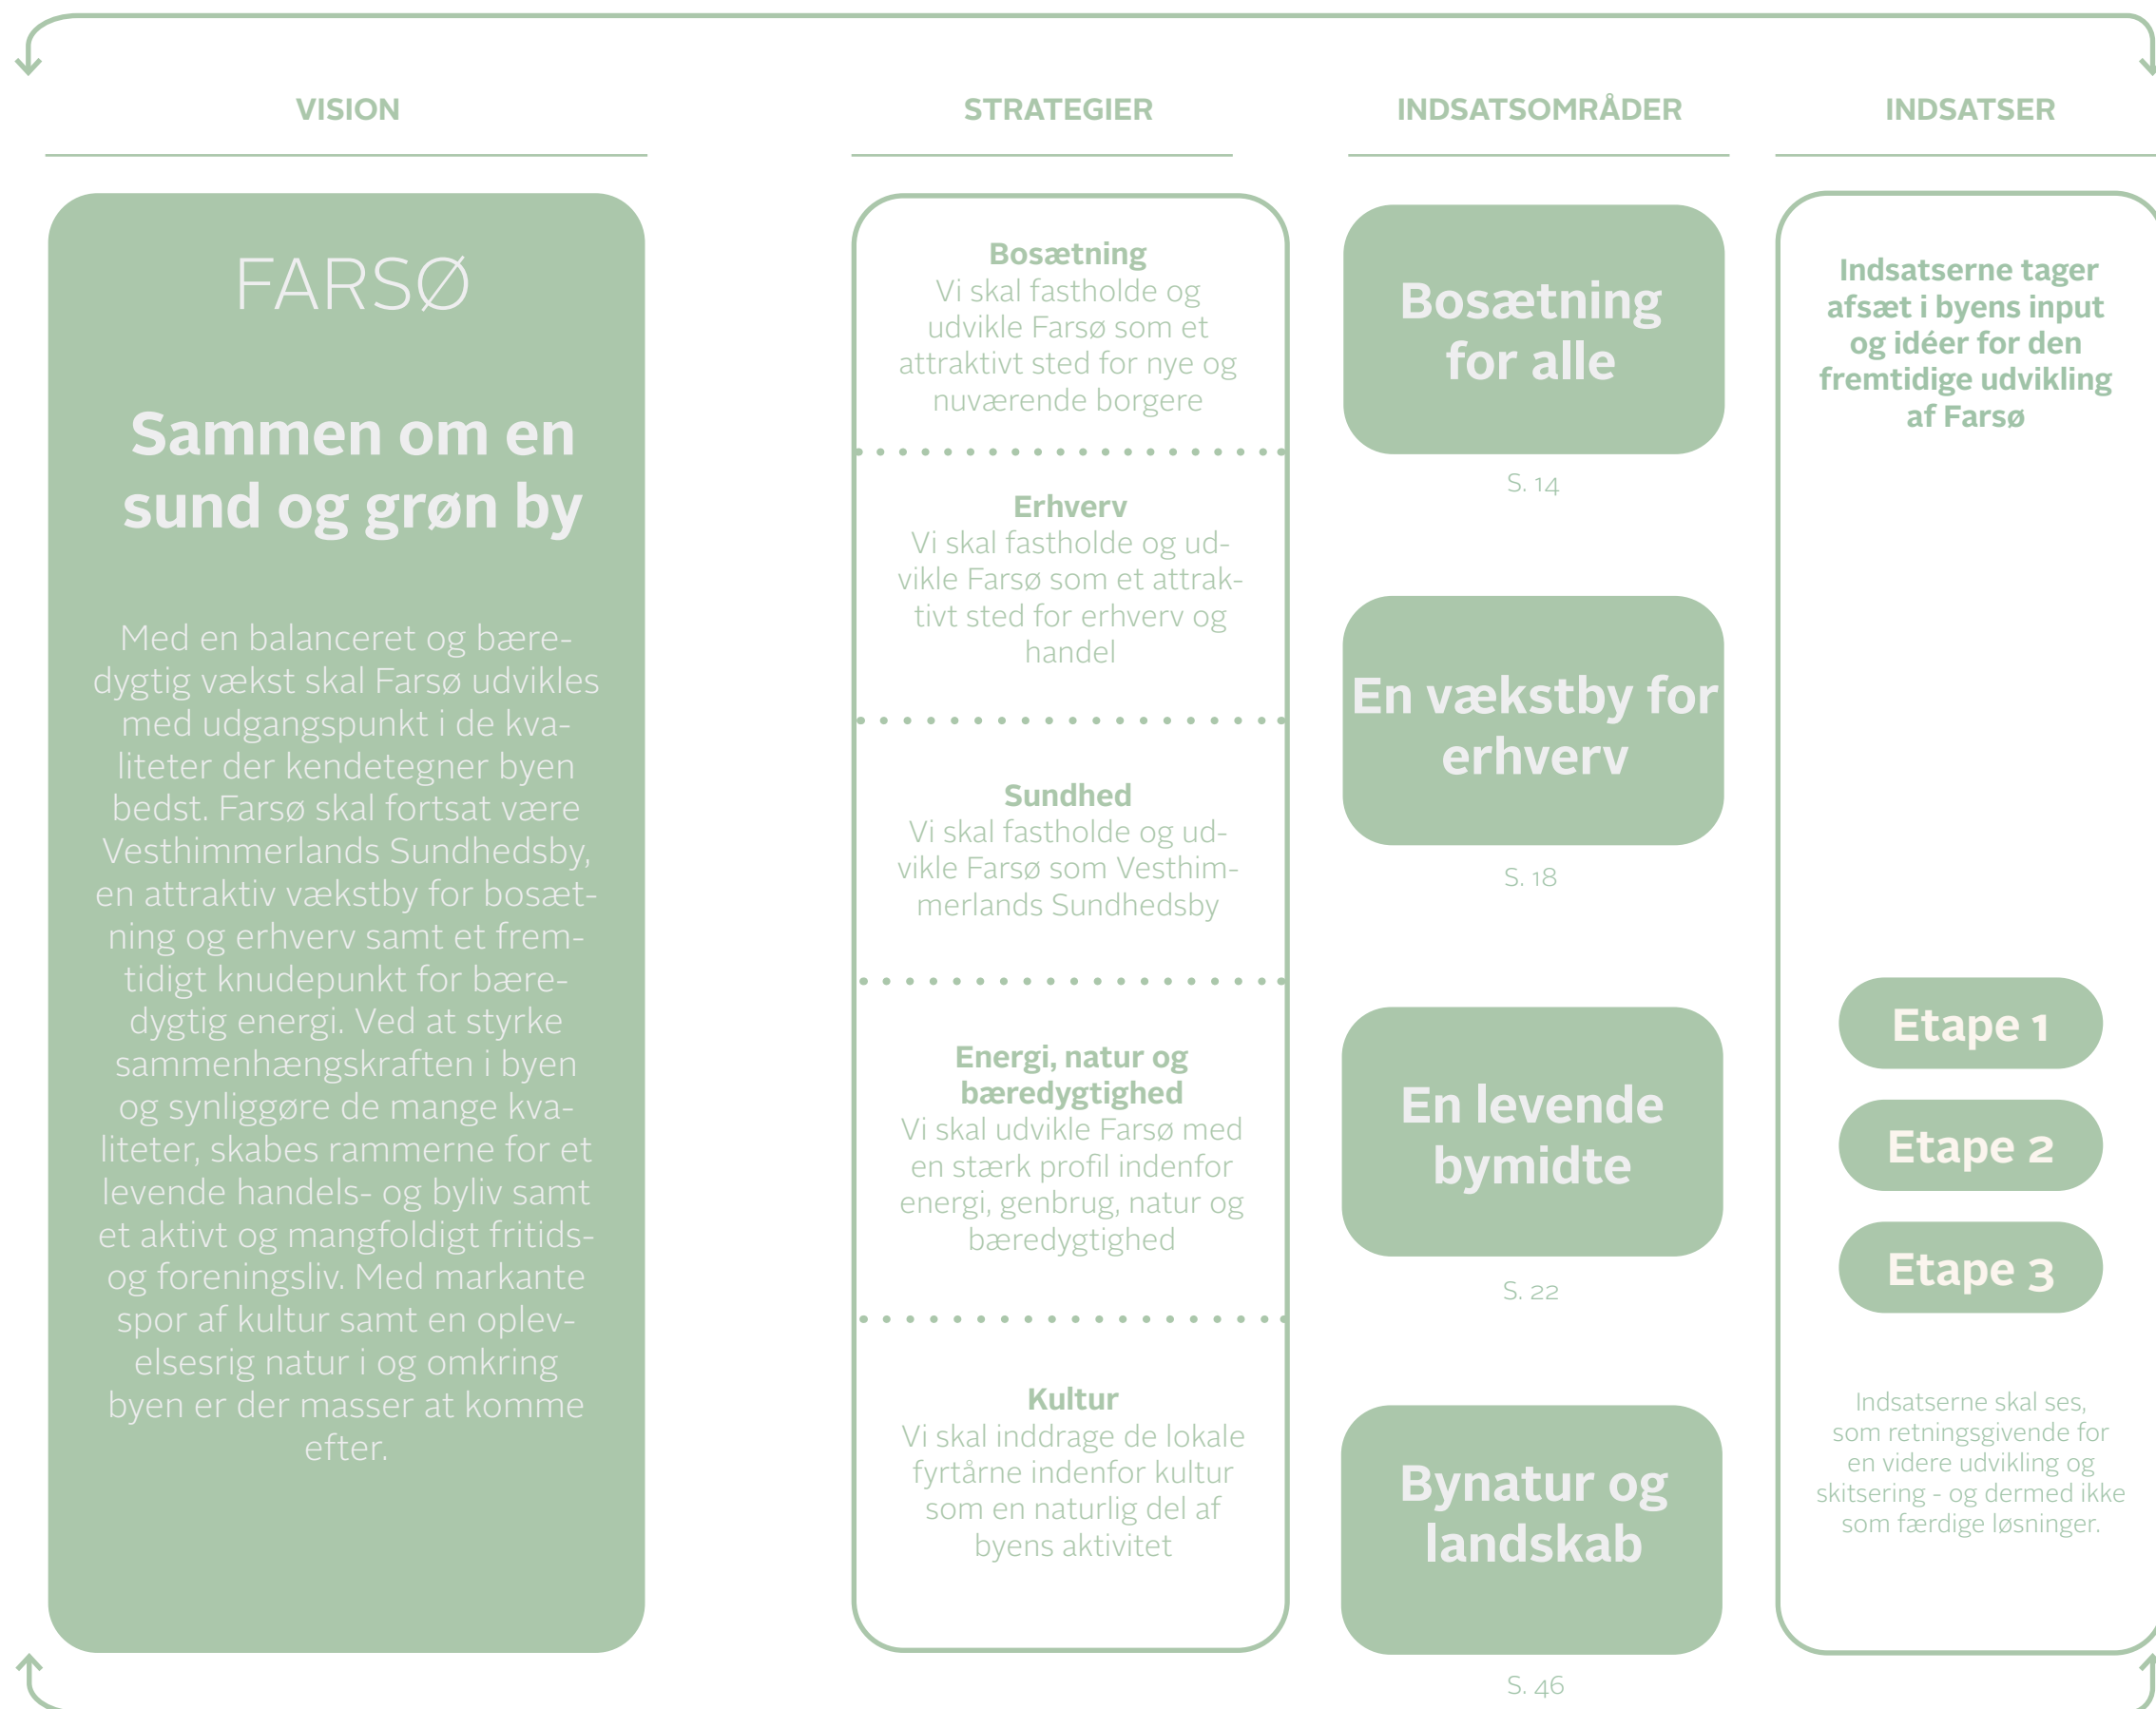 VISION
FARSØ
Sammen om en
sund og grøn by
Med en balanceret og bære-
dygtig vækst skal Farsø udvikles
med udgangspunkt i de kva-
liteter der kendetegner byen
bedst. Farsø skal fortsat være
Vesthimmerlands Sundhedsby,
en attraktiv vækstby for bosæt-
ning og erhverv samt et frem-
tidigt knudepunkt for bære-
dygtig energi. Ved at styrke
sammenhængskraften i byen
og synliggøre de mange kva-
liteter, skabes rammerne for et
levende handels- og byliv samt
et aktivt og mangfoldigt fritids-
og foreningsliv. Med markante
spor af kultur samt en oplev-
elsesrig natur i og omkring
byen er der masser at komme
efter.
STRATEGIER
Bosætning
Vi skal fastholde og
udvikle Farsø som et
attraktivt sted for nye og
nuværende borgere
Erhverv
Vi skal fastholde og ud-
vikle Farsø som et attrak-
tivt sted for erhverv og
handel
Sundhed
Vi skal fastholde og ud-
vikle Farsø som Vesthim-
merlands Sundhedsby
Energi, natur og
bæredygtighed
Vi skal udvikle Farsø med
en stærk profil indenfor
energi, genbrug, natur og
bæredygtighed
Kultur
Vi skal inddrage de lokale
fyrtårne indenfor kultur
som en naturlig del af
byens aktivitet
INDSATSOMRÅDER
Bosætning
for alle
S. 14
En vækstby for
erhverv
S. 18
En levende
bymidte
S. 22
Bynatur og
landskab
S. 46
INDSATSER
Indsatserne tager
afsæt i byens input
og idéer for den
fremtidige udvikling
af Farsø
Etape 1
Etape 2
Etape 3
Indsatserne skal ses,
som retningsgivende for
en videre udvikling og
skitsering - og dermed ikke
som færdige løsninger.